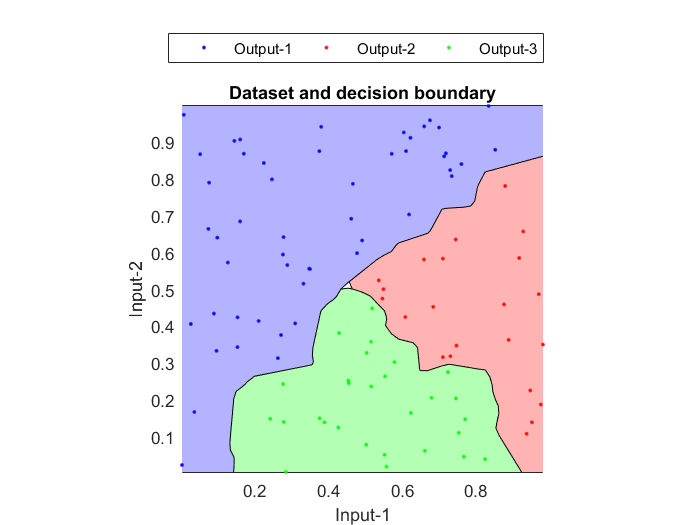 Output-1 Output-2 Output-3
Dataset and decision boundary
0.9
0.8
0.7
0.6
0.5
0.4
0.3
0.2
0.1
Input-2
0.2 0.4 0.6 0.8
Input-1